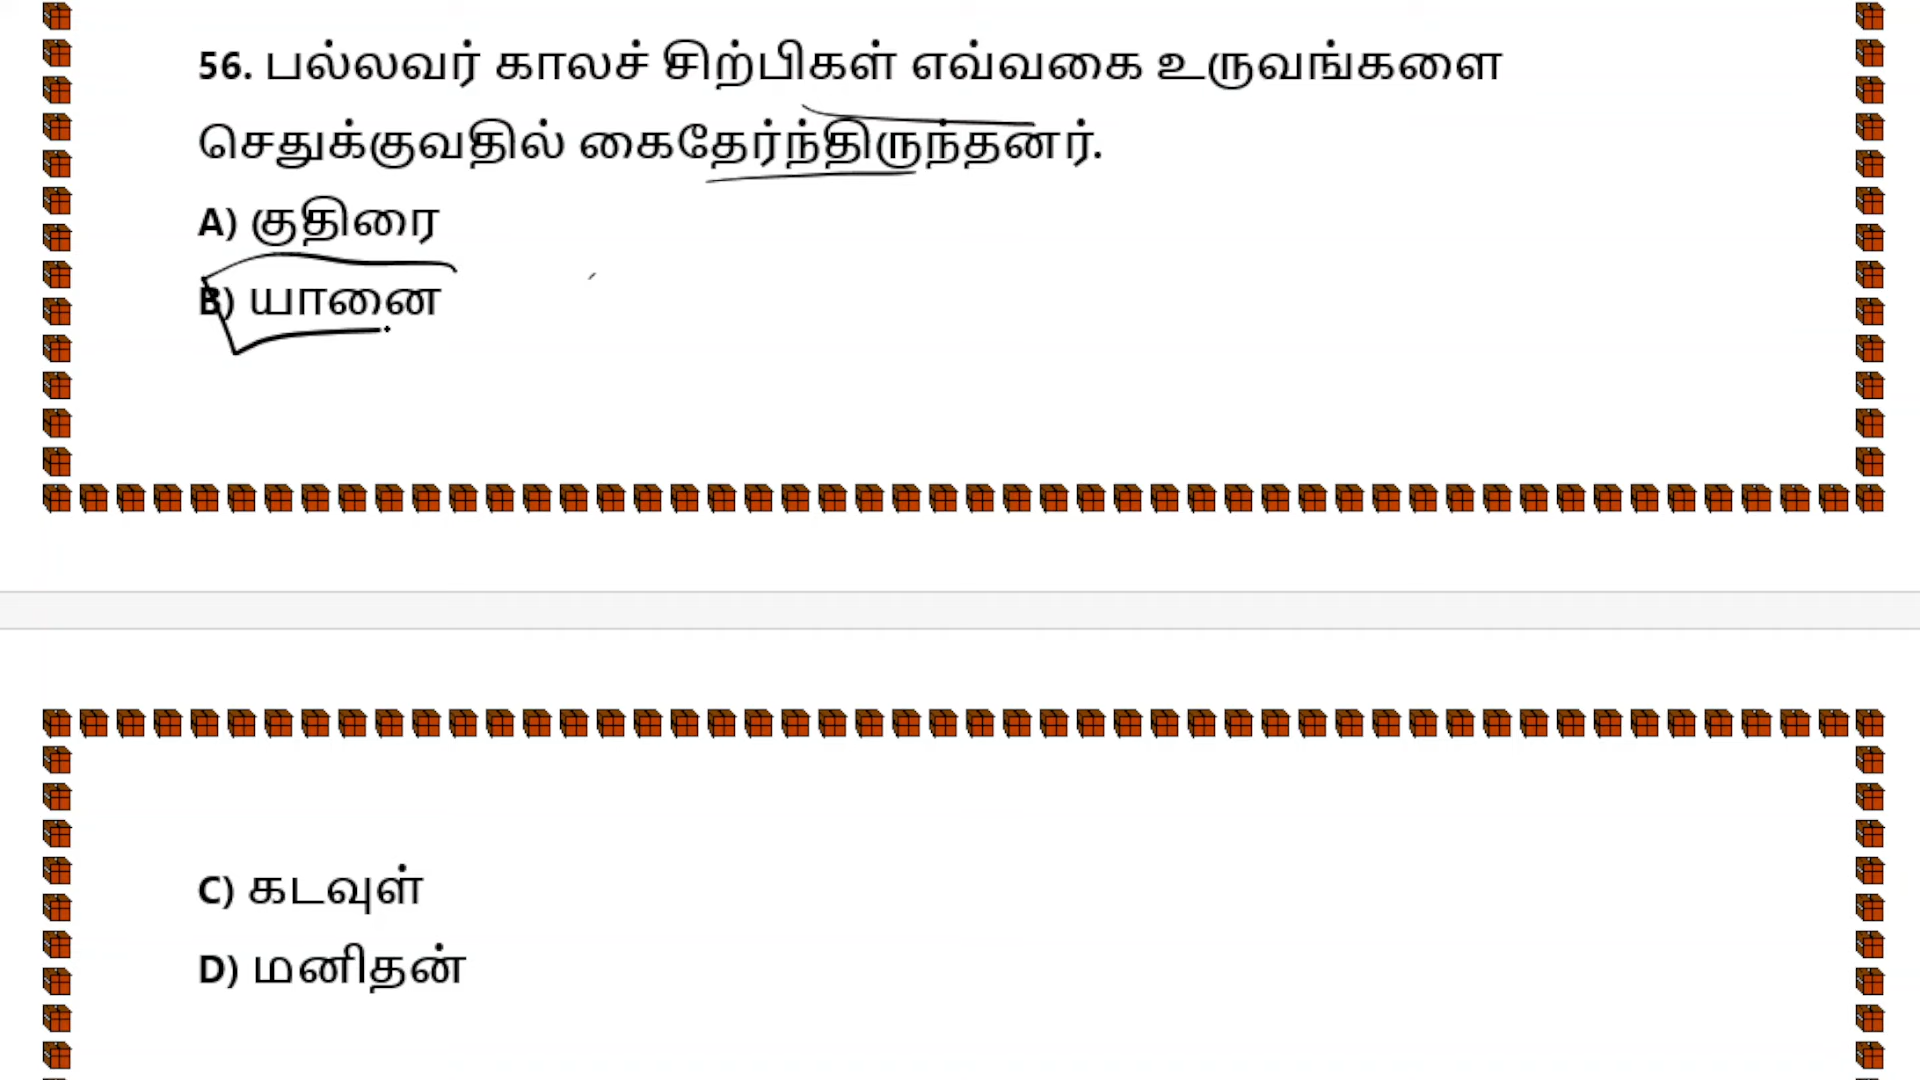 56. பல்லவர் காலச் சிற்பிகள் எவ்வகை உருவங்களை
செதுக்குவதில் கைதேர்ந்திருந்தனர்.
A) குதிரை
B) யானை
C) கடவுள்
D) மனிதன்